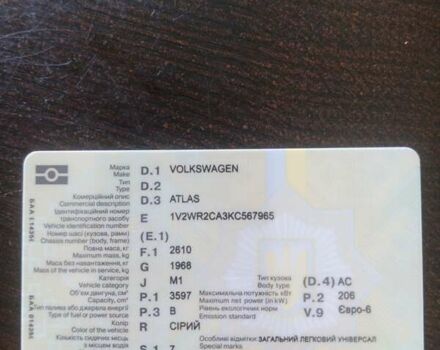 Марка D.1 VOLKSWAGEN
Make
Тип D.2
Type
Комерційний опис D.3 ATLAS
Commercial description
Ідентифікаційний номер
транспортного засобу E 1V2WR2CA3KC567965
Vehicle identification number
Номер шасі (кузова, рами) (E.1)
Chassis number (body, frame)
Повна маса, кг F.1 2610
Maximum mass, kg
Маса без навантаження, кг G 1968
Mass of the vehicle in service, kg
Категорія J M1 Тип кузова (D.4) AC
Vehicle category Body type
Об'єм двигуна, см³ P.1 3597 Максимальна потужність кВт P.2 206
Capacity, cm³ Maximum net power (in kW)
Тип палива або джерела енергії P.3 B Рівень екологічних норм V.9 Євро-6
Type of fuel or power source Emission standard
Колір R СІРИЙ
Color of the vehicle
Кількість сидячих S.1 7 Особливі відмітки ЗАГАЛЬНИЙ ЛЕГКОВИЙ УНІВЕРСАЛ
з місцем водія Special marks